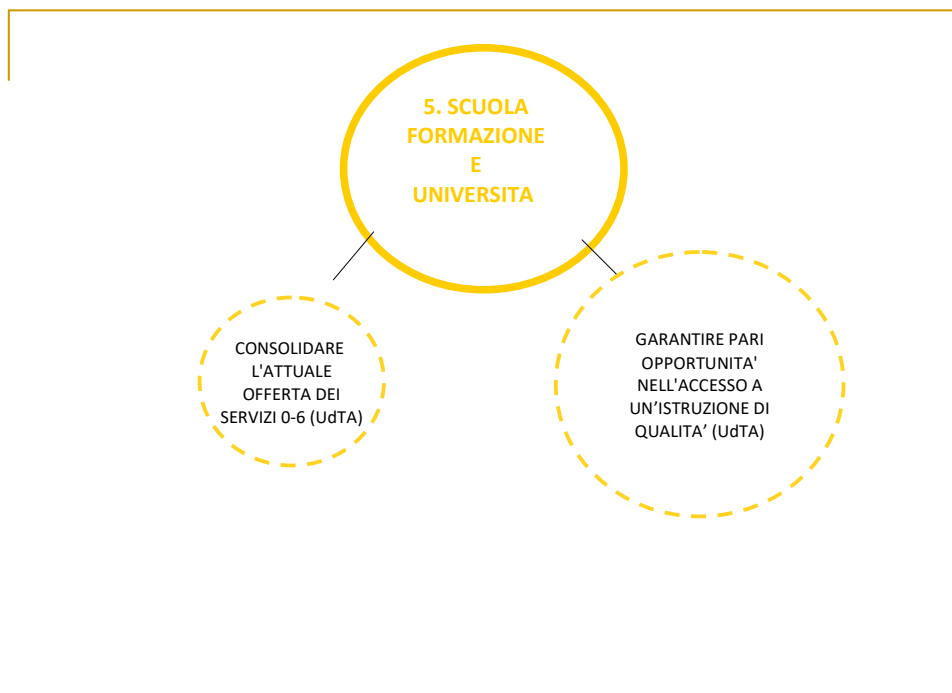 5. SCUOLA
FORMAZIONE
E
UNIVERSITA
CONSOLIDARE
L'ATTUALE
OFFERTA DEI
SERVIZI 0-6 (UdTA)
GARANTIRE PARI
OPPORTUNITA'
NELL'ACCESSO A
UN’ISTRUZIONE DI
QUALITA’ (UdTA)